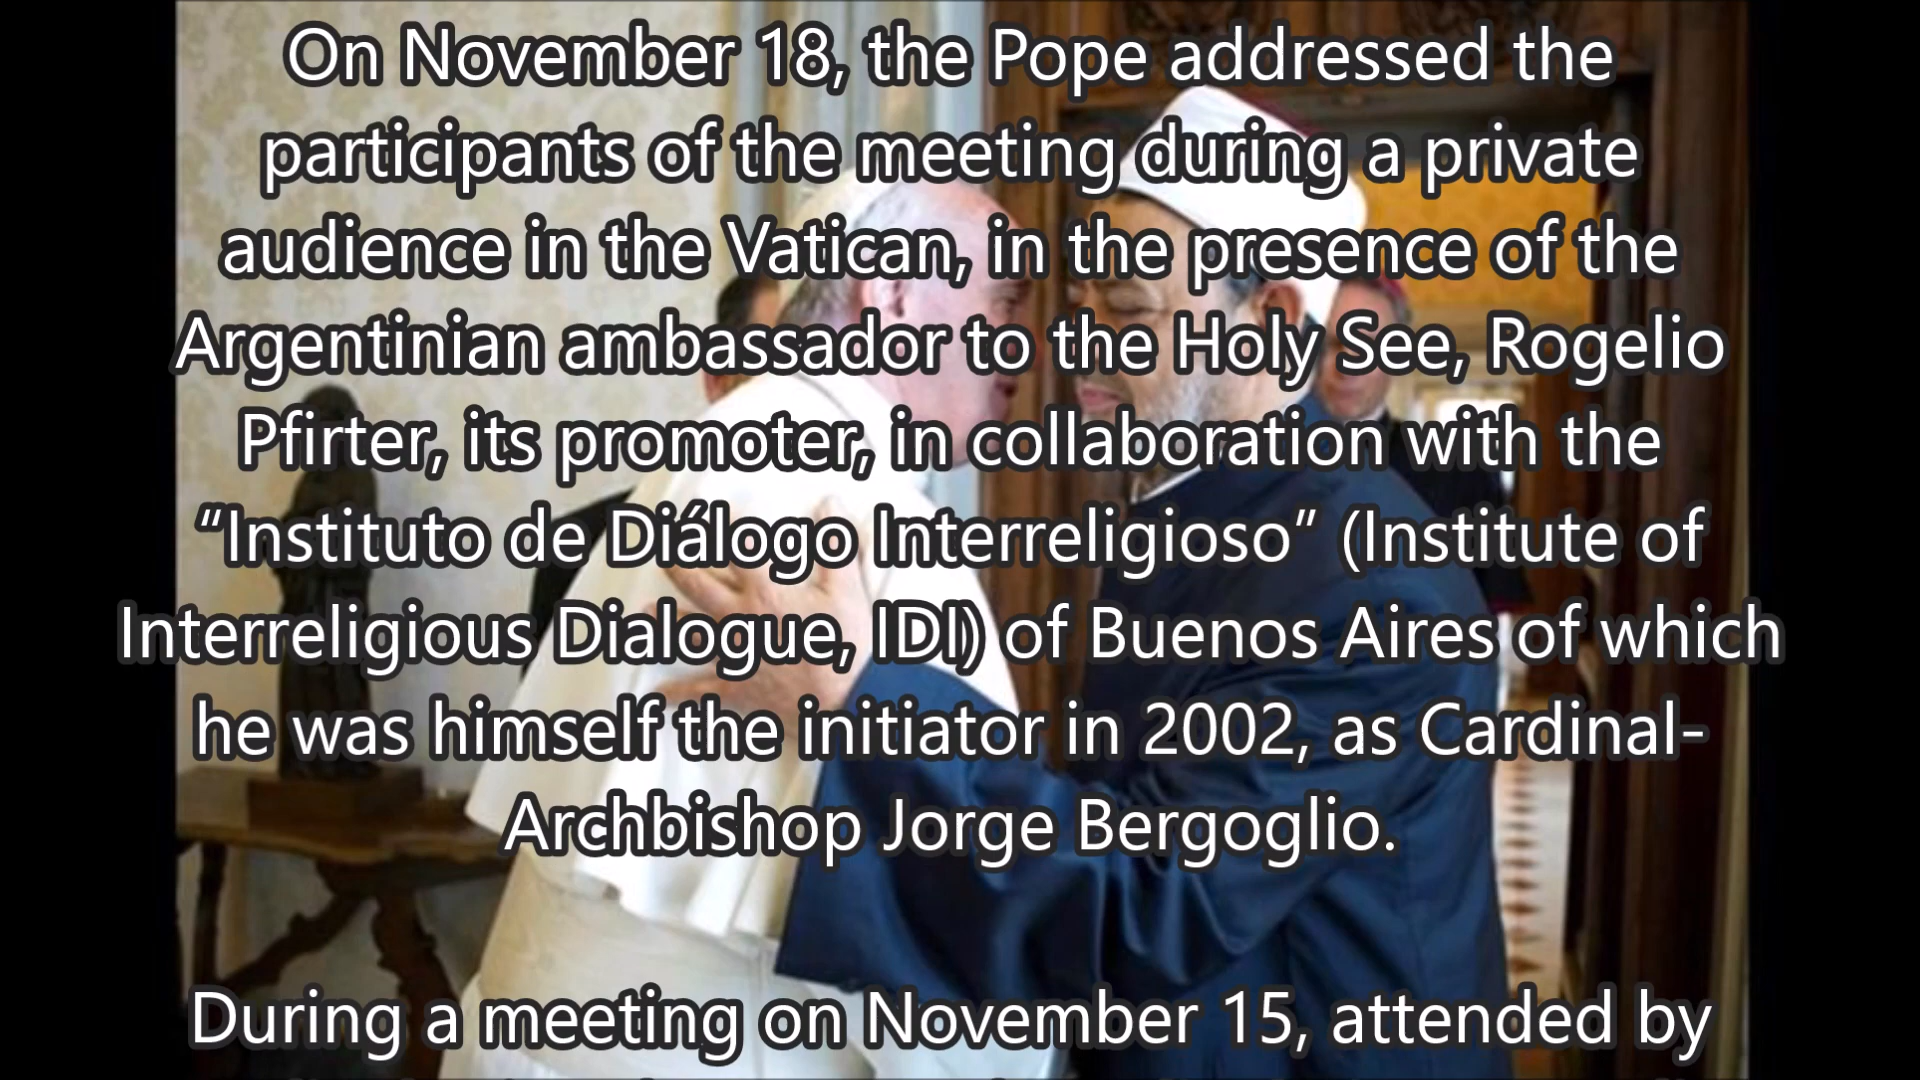 On November 18, the Pope addressed the
participants of the meeting during a private
audience in the Vatican, in the presence of the
Argentinian ambassador to the Holy See, Rogelio
Pfirter, its promoter, in collaboration with the
“Instituto de Diálogo Interreligioso” (Institute of
Interreligious Dialogue, IDI) of Buenos Aires of which
he was himself the initiator in 2002, as Cardinal-
Archbishop Jorge Bergoglio.
During a meeting on November 15, attended by